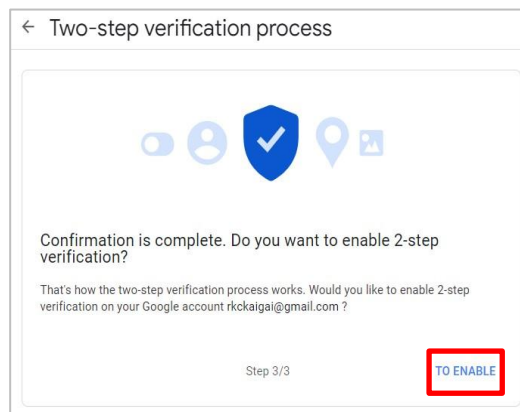 ← Two-step verification process
Confirmation is complete. Do you want to enable 2-step
verification?
That's how the two-step verification process works. Would you like to enable 2-step
verification on your Google account rkckaigai@gmail.com ?
Step 3/3
TO ENABLE